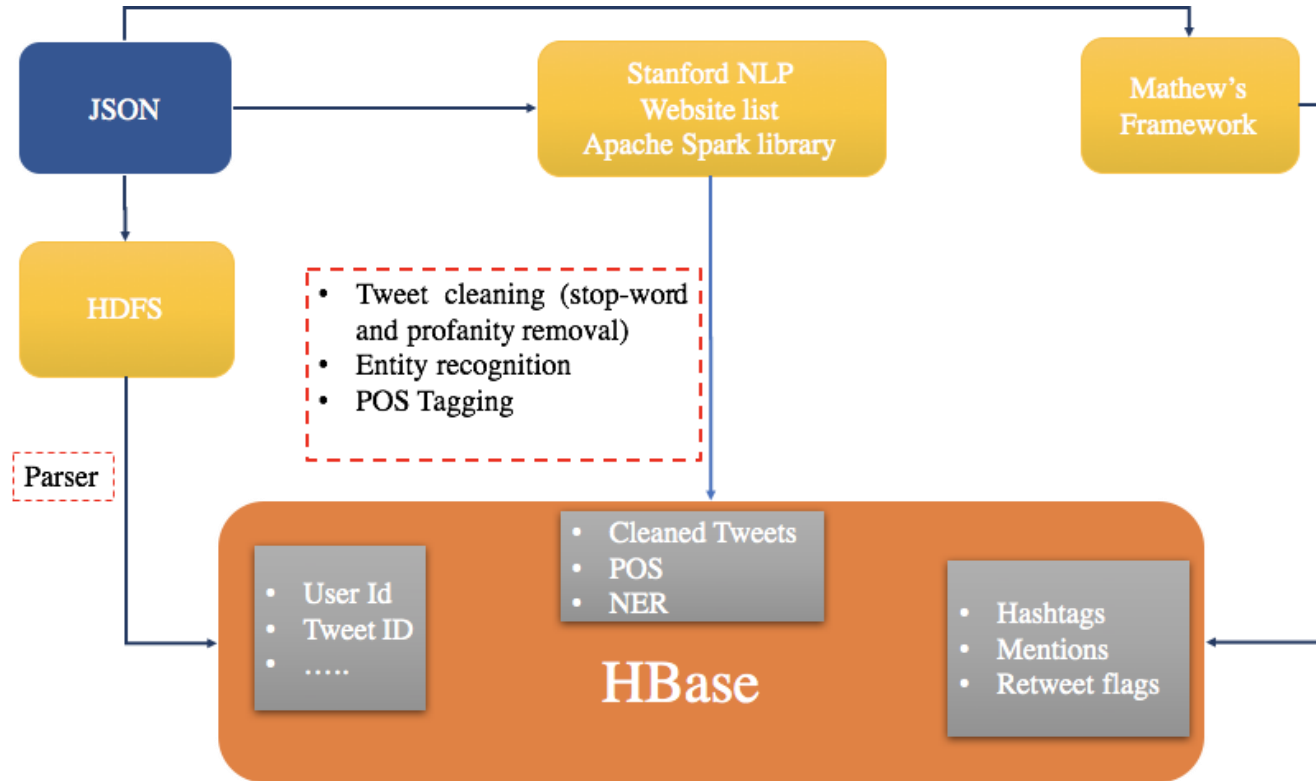 JSON
Stanford NLP
Website list
Apache Spark library
Mathew's
Framework
HDFS
• Tweet cleaning (stop-word
and profanity removal)
• Entity recognition
• POS Tagging
Parser
• User Id
• Tweet ID
• .....
• Cleaned Tweets
• POS
• NER
• Hashtags
• Mentions
• Retweet flags
HBase